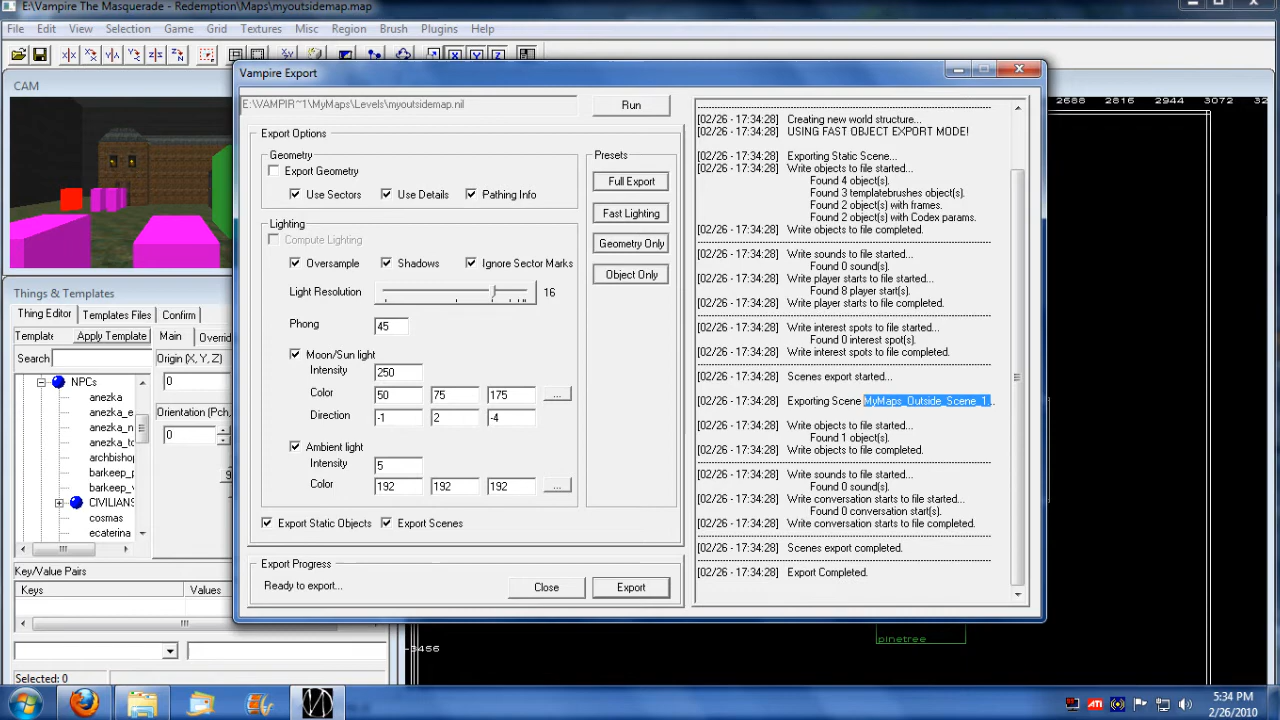 E:\Vampire The Masquerade - Redemption\Maps\myoutsidemap.map
File Edit View Selection Game Grid Textures Misc Region Brush Plugins Help
CAM
2688 2816 2944 3072 32
Vampire Export
E:\VAMPIR~1\MyMaps\Levels\myoutsidemap.nil
Run
Export Options
Geometry
Export Geometry
Use Sectors Use Details Pathing Info
Lighting
Compute Lighting
Oversample Shadows Ignore Sector Marks
Light Resolution 16
Phong 45
Moon/Sun light
Intensity 250
Color 50 75 175 ...
Direction -1 2 -4
Ambient light
Intensity 5
Color 192 192 192 ...
Export Static Objects Export Scenes
Presets
Full Export
Fast Lighting
Geometry Only
Object Only
Export Progress
Ready to export...
Close
Export
[02/26 - 17:34:28] Creating new world structure...
[02/26 - 17:34:28] USING FAST OBJECT EXPORT MODE!
[02/26 - 17:34:28] Exporting Static Scene...
[02/26 - 17:34:28] Write objects to file started...
Found 4 object(s).
Found 3 templatebrushes object(s).
Found 2 object(s) with frames.
Found 2 object(s) with Codex params.
[02/26 - 17:34:28] Write objects to file completed.
[02/26 - 17:34:28] Write sounds to file started...
Found 0 sound(s).
[02/26 - 17:34:28] Write player starts to file started...
Found 8 player start(s).
[02/26 - 17:34:28] Write player starts to file completed.
[02/26 - 17:34:28] Write interest spots to file started...
Found 0 interest spot(s).
[02/26 - 17:34:28] Write interest spots to file completed.
[02/26 - 17:34:28] Scenes export started...
[02/26 - 17:34:28] Exporting Scene MyMaps_Outside_Scene_1...
[02/26 - 17:34:28] Write objects to file started...
Found 1 object(s).
[02/26 - 17:34:28] Write objects to file completed.
[02/26 - 17:34:28] Write sounds to file started...
Found 0 sound(s).
[02/26 - 17:34:28] Write conversation starts to file started...
Found 0 conversation start(s).
[02/26 - 17:34:28] Write conversation starts to file completed.
[02/26 - 17:34:28] Scenes export completed.
[02/26 - 17:34:28] Export Completed.
Things & Templates
Thing Editor Templates Files Confirm
Template Apply Template Main Overrid
Search
Origin (X, Y, Z)
0
Orientation (Pch,
0
NPCs
anezka
anezka_e
anezka_n
anezka_to
archbishop
barkeep_p
barkeep_v
CIVILIANS
cosmas
ecaterina
hermann
Key/Value Pairs
Keys Values
Selected: 0
-3456
pinetree
ATI
5:34 PM
2/26/2010